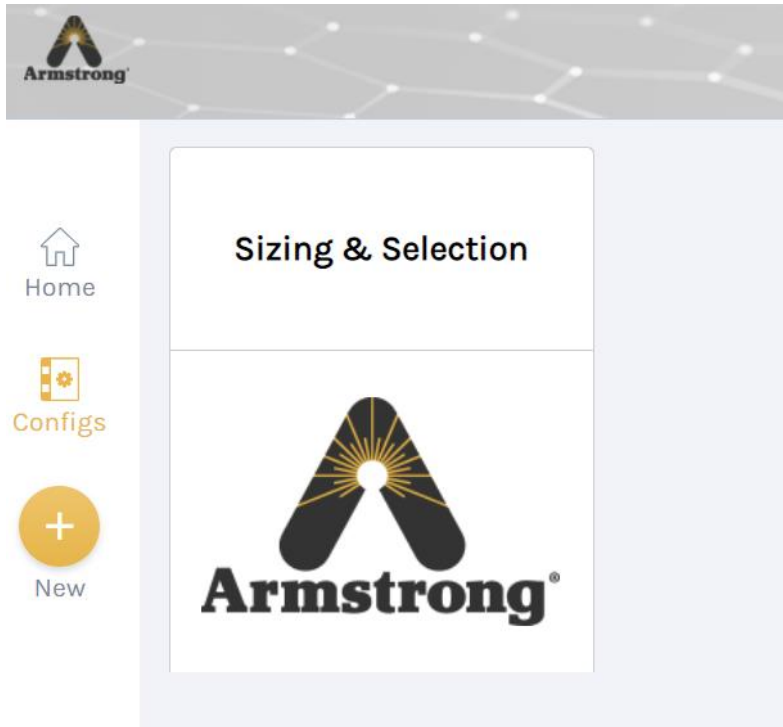 Armstrong®
Sizing & Selection
Home
Configs
New
Armstrong®